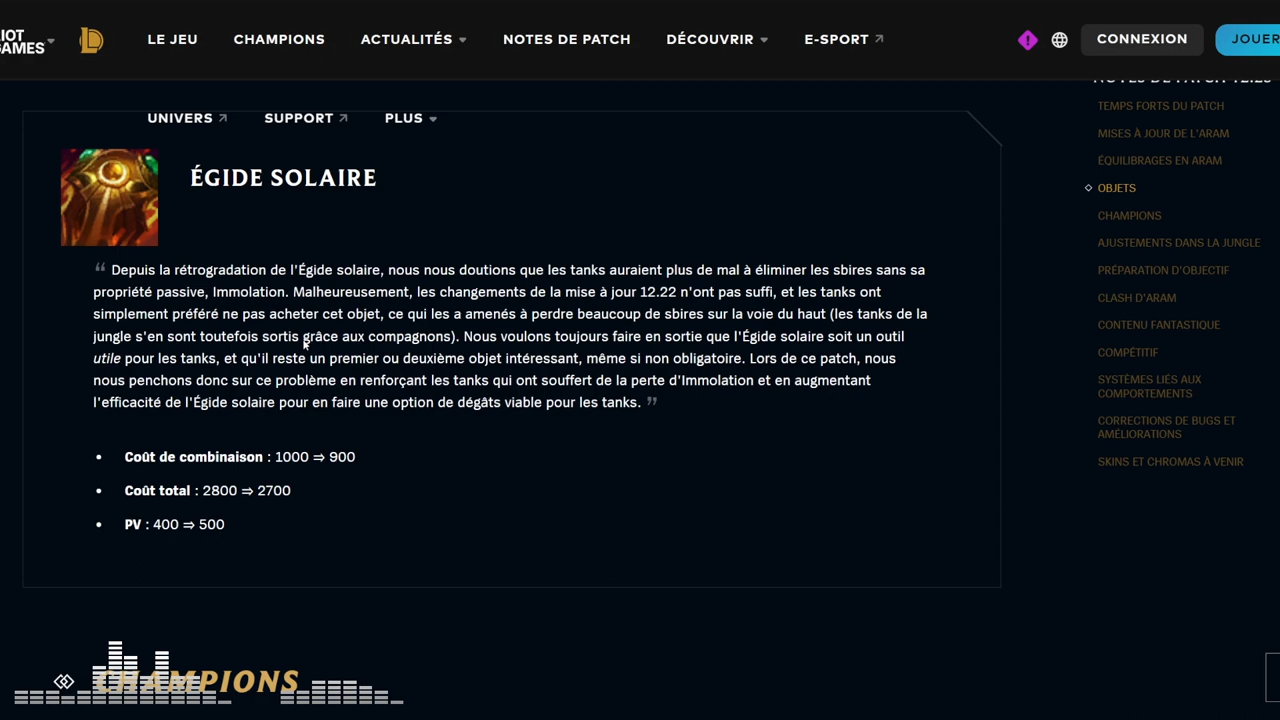 RIOT GAMES
LE JEU
CHAMPIONS
ACTUALITÉS
NOTES DE PATCH
DÉCOUVRIR
E-SPORT
CONNEXION
JOUER
UNIVERS
SUPPORT
PLUS
ÉGIDE SOLAIRE
“ Depuis la rétrogradation de l'Égide solaire, nous nous doutions que les tanks auraient plus de mal à éliminer les sbires sans sa
propriété passive, Immolation. Malheureusement, les changements de la mise à jour 12.22 n'ont pas suffi, et les tanks ont
simplement préféré ne pas acheter cet objet, ce qui les a amenés à perdre beaucoup de sbires sur la voie du haut (les tanks de la
jungle s'en sont toutefois sortis grâce aux compagnons). Nous voulons toujours faire en sortie que l'Égide solaire soit un outil
utile pour les tanks, et qu'il reste un premier ou deuxième objet intéressant, même si non obligatoire. Lors de ce patch, nous
nous penchons donc sur ce problème en renforçant les tanks qui ont souffert de la perte d'Immolation et en augmentant
l'efficacité de l'Égide solaire pour en faire une option de dégâts viable pour les tanks. ”
• Coût de combinaison : 1000 ⇒ 900
• Coût total : 2800 ⇒ 2700
• PV : 400 ⇒ 500
CHAMPIONS
TEMPS FORTS DU PATCH
MISES À JOUR DE L'ARAM
ÉQUILIBRAGES EN ARAM
OBJETS
CHAMPIONS
AJUSTEMENTS DANS LA JUNGLE
PRÉPARATION D'OBJECTIF
CLASH D'ARAM
CONTENU FANTASTIQUE
COMPÉTITIF
SYSTÈMES LIÉS AUX
COMPORTEMENTS
CORRECTIONS DE BUGS ET
AMÉLIORATIONS
SKINS ET CHROMAS À VENIR